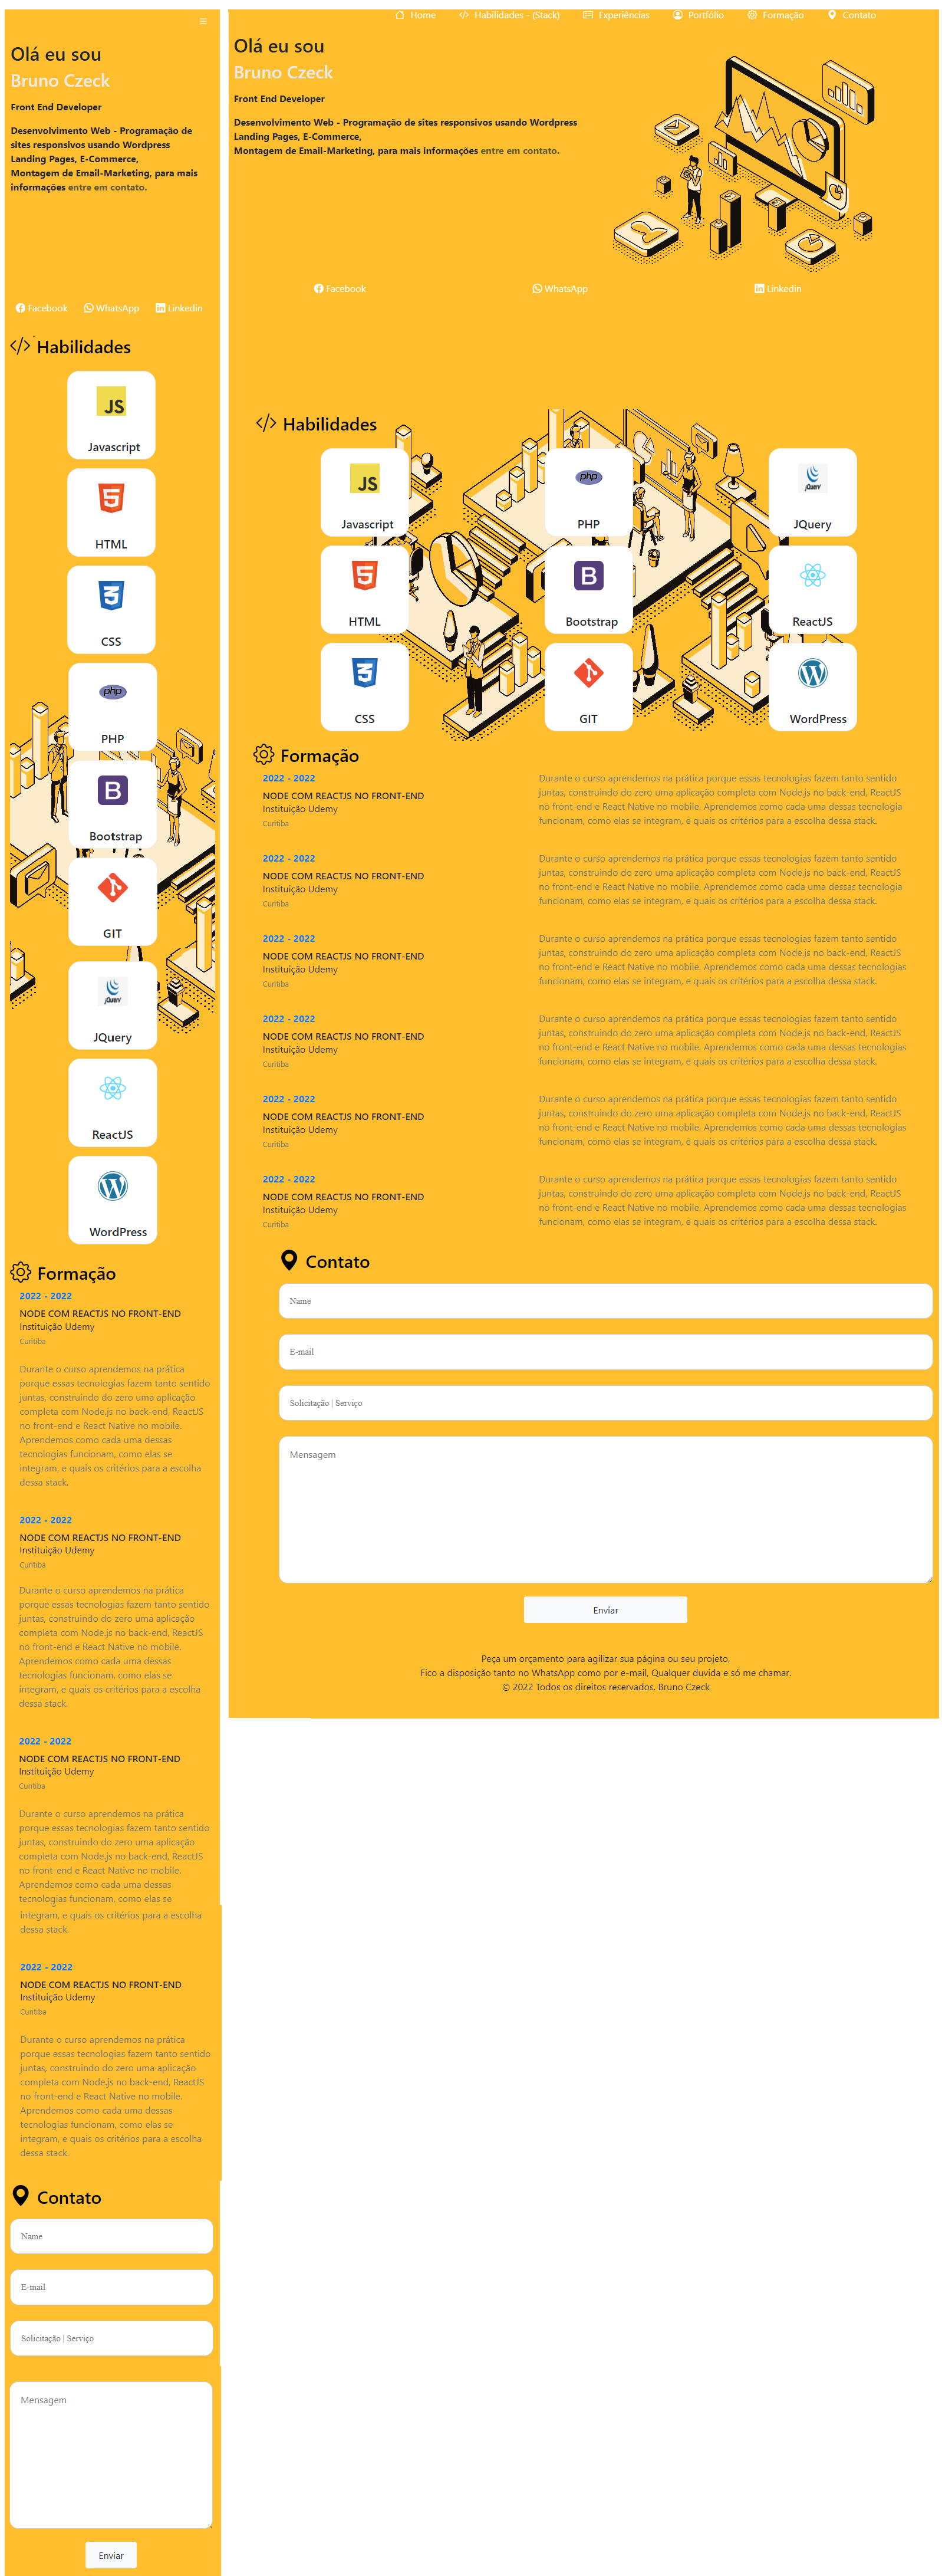 Olá eu sou
Bruno Czeck
Front End Developer
Desenvolvimento Web - Programação de
sites responsivos usando Wordpress
Landing Pages, E-Commerce,
Montagem de Email-Marketing, para mais
informações entre em contato.
Facebook WhatsApp Linkedin
Habilidades
JS
Javascript
HTML
CSS
php
PHP
B
Bootstrap
GIT
jQuery
JQuery
ReactJS
WordPress
Formação
2022 - 2022
NODE COM REACTJS NO FRONT-END
Instituição Udemy
Curitiba
Durante o curso aprendemos na prática
porque essas tecnologias fazem tanto sentido
juntas, construindo do zero uma aplicação
completa com Node.js no back-end, ReactJS
no front-end e React Native no mobile.
Aprendemos como cada uma dessas
tecnologias funcionam, como elas se
integram, e quais os critérios para a escolha
dessa stack.
2022 - 2022
NODE COM REACTJS NO FRONT-END
Instituição Udemy
Curitiba
Durante o curso aprendemos na prática
porque essas tecnologias fazem tanto sentido
juntas, construindo do zero uma aplicação
completa com Node.js no back-end, ReactJS
no front-end e React Native no mobile.
Aprendemos como cada uma dessas
tecnologias funcionam, como elas se
integram, e quais os critérios para a escolha
dessa stack.
2022 - 2022
NODE COM REACTJS NO FRONT-END
Instituição Udemy
Curitiba
Durante o curso aprendemos na prática
porque essas tecnologias fazem tanto sentido
juntas, construindo do zero uma aplicação
completa com Node.js no back-end, ReactJS
no front-end e React Native no mobile.
Aprendemos como cada uma dessas
tecnologias funcionam, como elas se
integram, e quais os critérios para a escolha
dessa stack.
2022 - 2022
NODE COM REACTJS NO FRONT-END
Instituição Udemy
Curitiba
Durante o curso aprendemos na prática
porque essas tecnologias fazem tanto sentido
juntas, construindo do zero uma aplicação
completa com Node.js no back-end, ReactJS
no front-end e React Native no mobile.
Aprendemos como cada uma dessas
tecnologias funcionam, como elas se
integram, e quais os critérios para a escolha
dessa stack.
Contato
Name
E-mail
Solicitação | Serviço
Mensagem
Enviar
Home Habilidades - (Stack) Experiências Portfólio Formação Contato
Olá eu sou
Bruno Czeck
Front End Developer
Desenvolvimento Web - Programação de sites responsivos usando Wordpress
Landing Pages, E-Commerce,
Montagem de Email-Marketing, para mais informações entre em contato.
Facebook WhatsApp Linkedin
Habilidades
JS php jQuery
Javascript PHP JQuery
B
HTML Bootstrap ReactJS
CSS GIT WordPress
Formação
2022 - 2022
NODE COM REACTJS NO FRONT-END
Instituição Udemy
Curitiba
Durante o curso aprendemos na prática porque essas tecnologias fazem tanto sentido
juntas, construindo do zero uma aplicação completa com Node.js no back-end, ReactJS
no front-end e React Native no mobile. Aprendemos como cada uma dessas tecnologia
funcionam, como elas se integram, e quais os critérios para a escolha dessa stack.
2022 - 2022
NODE COM REACTJS NO FRONT-END
Instituição Udemy
Curitiba
Durante o curso aprendemos na prática porque essas tecnologias fazem tanto sentido
juntas, construindo do zero uma aplicação completa com Node.js no back-end, ReactJS
no front-end e React Native no mobile. Aprendemos como cada uma dessas tecnologia
funcionam, como elas se integram, e quais os critérios para a escolha dessa stack.
2022 - 2022
NODE COM REACTJS NO FRONT-END
Instituição Udemy
Curitiba
Durante o curso aprendemos na prática porque essas tecnologias fazem tanto sentido
juntas, construindo do zero uma aplicação completa com Node.js no back-end, ReactJS
no front-end e React Native no mobile. Aprendemos como cada uma dessas tecnologias
funcionam, como elas se integram, e quais os critérios para a escolha dessa stack.
2022 - 2022
NODE COM REACTJS NO FRONT-END
Instituição Udemy
Curitiba
Durante o curso aprendemos na prática porque essas tecnologias fazem tanto sentido
juntas, construindo do zero uma aplicação completa com Node.js no back-end, ReactJS
no front-end e React Native no mobile. Aprendemos como cada uma dessas tecnologias
funcionam, como elas se integram, e quais os critérios para a escolha dessa stack.
2022 - 2022
NODE COM REACTJS NO FRONT-END
Instituição Udemy
Curitiba
Durante o curso aprendemos na prática porque essas tecnologias fazem tanto sentido
juntas, construindo do zero uma aplicação completa com Node.js no back-end, ReactJS
no front-end e React Native no mobile. Aprendemos como cada uma dessas tecnologias
funcionam, como elas se integram, e quais os critérios para a escolha dessa stack.
2022 - 2022
NODE COM REACTJS NO FRONT-END
Instituição Udemy
Curitiba
Durante o curso aprendemos na prática porque essas tecnologias fazem tanto sentido
juntas, construindo do zero uma aplicação completa com Node.js no back-end, ReactJS
no front-end e React Native no mobile. Aprendemos como cada uma dessas tecnologias
funcionam, como elas se integram, e quais os critérios para a escolha dessa stack.
Contato
Name
E-mail
Solicitação | Serviço
Mensagem
Enviar
Peça um orçamento para agilizar sua página ou seu projeto,
Fico a disposição tanto no WhatsApp como por e-mail, Qualquer duvida e só me chamar.
© 2022 Todos os direitos reservados. Bruno Czeck